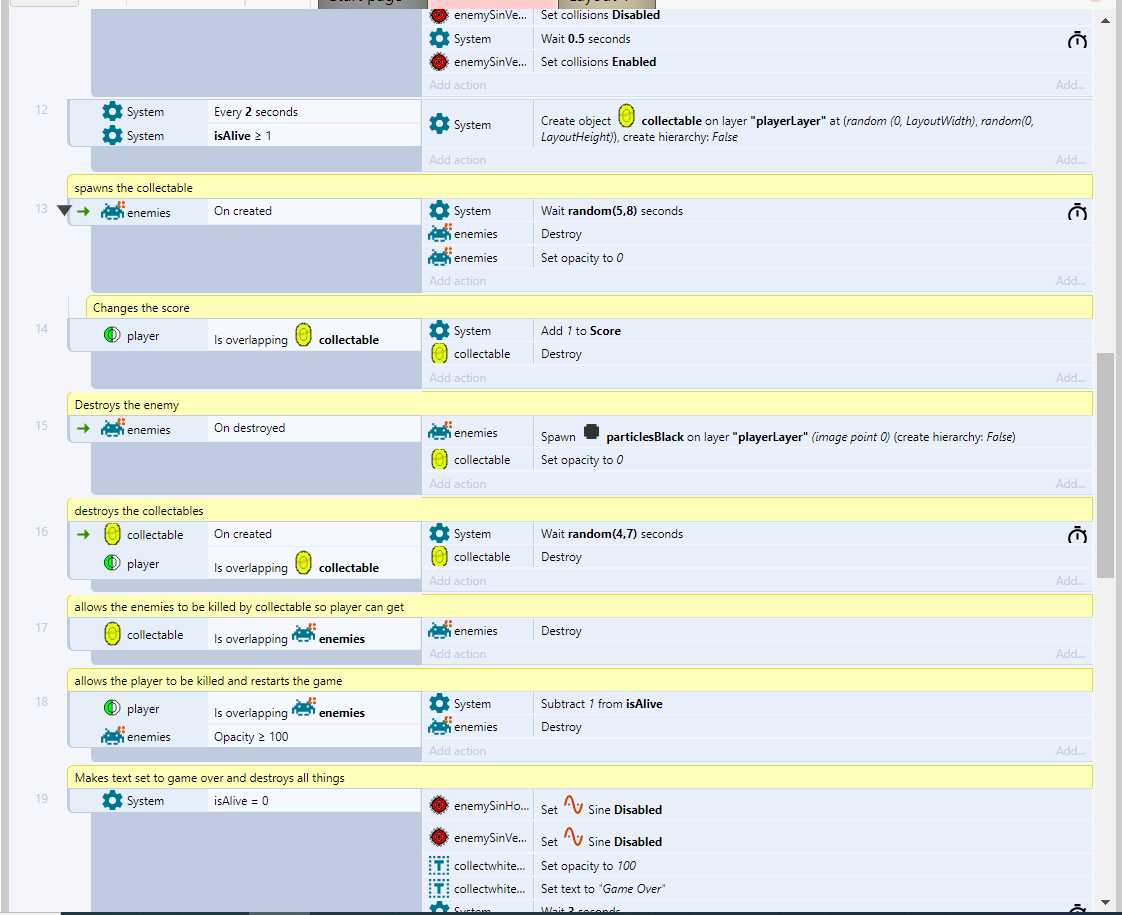 Start page
Layout 1
enemySinVe... Set collisions Disabled
System Wait 0.5 seconds
enemySinVe... Set collisions Enabled
Add action Add...
12 System Every 2 seconds
System isAlive ≥ 1
System Create object collectable on layer "playerLayer" at (random (0, LayoutWidth), random(0,
LayoutHeight)), create hierarchy: False
Add action Add...
spawns the collectable
13 enemies On created System Wait random(5,8) seconds
enemies Destroy
enemies Set opacity to 0
Add action Add...
Changes the score
14 player Is overlapping collectable System Add 1 to Score
collectable Destroy
Add action Add...
Destroys the enemy
15 enemies On destroyed enemies Spawn particlesBlack on layer "playerLayer" (image point 0) (create hierarchy: False)
collectable Set opacity to 0
Add action Add...
destroys the collectables
16 collectable On created System Wait random(4,7) seconds
player Is overlapping collectable collectable Destroy
Add action Add...
allows the enemies to be killed by collectable so player can get
17 collectable Is overlapping enemies enemies Destroy
Add action Add...
allows the player to be killed and restarts the game
18 player Is overlapping enemies System Subtract 1 from isAlive
enemies Opacity ≥ 100 enemies Destroy
Add action Add...
Makes text set to game over and destroys all things
19 System isAlive = 0 enemySinHo... Set Sine Disabled
enemySinVe... Set Sine Disabled
collectwhite... Set opacity to 100
collectwhite... Set text to "Game Over"
System Wait 3 seconds